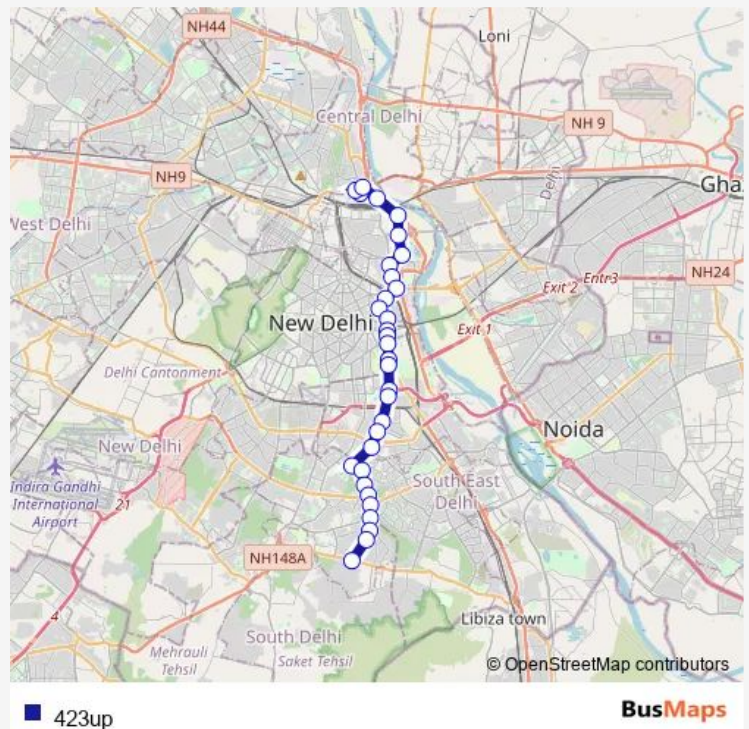 NH44
Loni
Central Delhi
NH 9
NH9
Delhi
Gha
West Delhi
NH24
Entr3
Exit 2
New Delhi
Exit 1
Delhi Cantonment
Noida
New Delhi
Indira Gandhi
International
Airport
21
South East
Delhi
NH148A
4
Libiza town
South Delhi
Mehrauli
Tehsil
Saket Tehsil
© OpenStreetMap contributors
423up
BusMaps